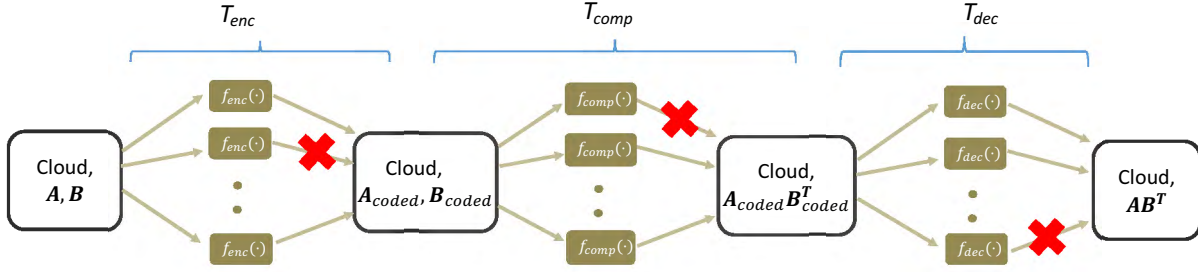 T_enc
T_comp
T_dec
f_enc(·)
f_enc(·)
f_enc(·)
f_comp(·)
f_comp(·)
f_comp(·)
f_dec(·)
f_dec(·)
f_dec(·)
Cloud,
A, B
Cloud,
A_coded, B_coded
Cloud,
A_coded B^T_coded
Cloud,
AB^T